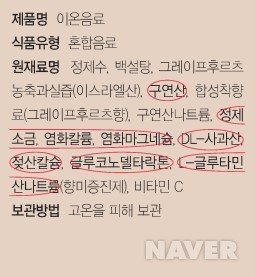 제품명 이온음료
식품유형 혼합음료
원재료명 정제수, 백설탕, 그레이프후르츠
농축과실즙(이스라엘산), 구연산, 합성착향
료(그레이프후르츠향), 구연산나트륨, 정제
소금, 염화칼륨, 염화마그네슘, DL-사과산,
젖산칼슘, 글루코노델타락톤, L-글루타민
산나트륨(향미증진제), 비타민 C
보관방법 고온을 피해 보관
NAVER